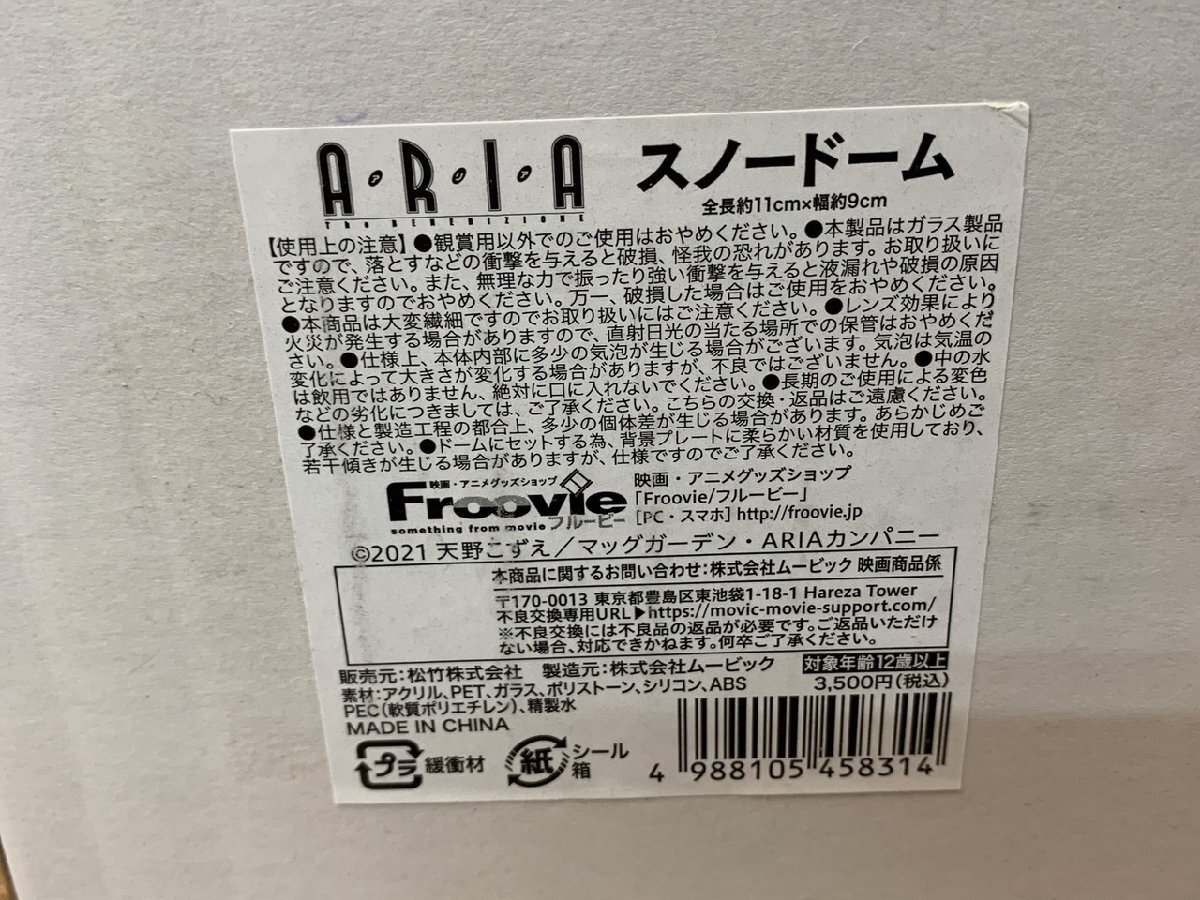 A・R・I・A スノードーム
ア リ ア
THE BENEDIZIONE
全長約11cm×幅約9cm
【使用上の注意】●観賞用以外でのご使用はおやめください。●本製品はガラス製品
ですので、落とすなどの衝撃を与えると破損、怪我の恐れがあります。お取り扱いに
ご注意ください。また、無理な力で振ったり強い衝撃を与えると液漏れや破損の原因
となりますのでおやめください。万一、破損した場合はご使用をおやめください。
●本商品は大変繊細ですのでお取り扱いにはご注意ください。●レンズ効果により
火災が発生する場合がありますので、直射日光の当たる場所での保管はおやめくだ
さい。●仕様上、本体内部に多少の気泡が生じる場合がございます。気泡は気温の
変化によって大きさが変化する場合がありますが、不良ではございません。●中の水
は飲用ではありません、絶対に口に入れないでください。●長期のご使用による変色
などの劣化につきましては、ご了承ください。こちらの交換・返品はご遠慮ください。
●仕様と製造工程の都合上、多少の個体差が生じる場合があります。あらかじめご
了承ください。●ドームにセットする為、背景プレートに柔らかい材質を使用しており、
若干傾きが生じる場合がありますが、仕様ですのでご了承ください。
映画・アニメグッズショップ
Froovie
something from movie フルービー
映画・アニメグッズショップ
「Froovie/フルービー」
[PC・スマホ] http://froovie.jp
©2021 天野こずえ／マッグガーデン・ARIAカンパニー
本商品に関するお問い合わせ:株式会社ムービック 映画商品係
〒170-0013 東京都豊島区東池袋1-18-1 Hareza Tower
不良交換専用URL▶https://movic-movie-support.com/
※不良交換には不良品の返品が必要です。ご返品いただけ
ない場合、対応できかねます。何卒ご了承ください。
販売元:松竹株式会社 製造元:株式会社ムービック 対象年齢12歳以上
素材:アクリル、PET、ガラス、ポリストーン、シリコン、ABS 3,500円(税込)
PEC(軟質ポリエチレン)、精製水
MADE IN CHINA
プラ 緩衝材 紙 シール
箱
4 988105 458314